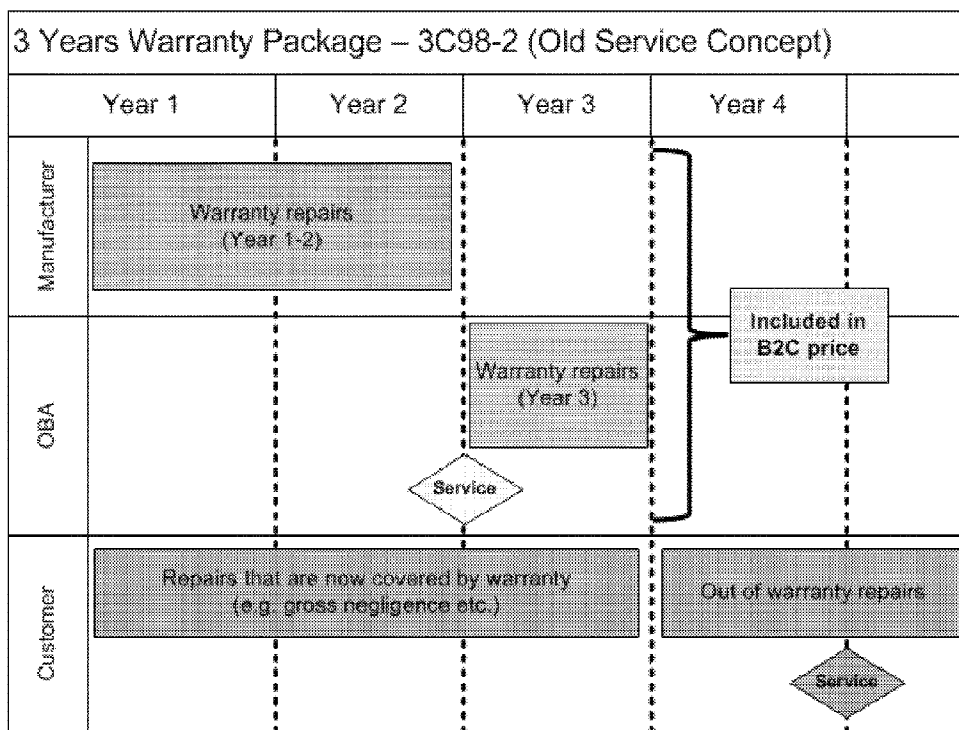 3 Years Warranty Package – 3C98-2 (Old Service Concept)
Year 1
Year 2
Year 3
Year 4
Manufacturer
Warranty repairs
(Year 1-2)
Included in
B2C price
OBA
Warranty repairs
(Year 3)
Service
Customer
Repairs that are now covered by warranty
(e.g. gross negligence etc.)
Out of warranty repairs
Service